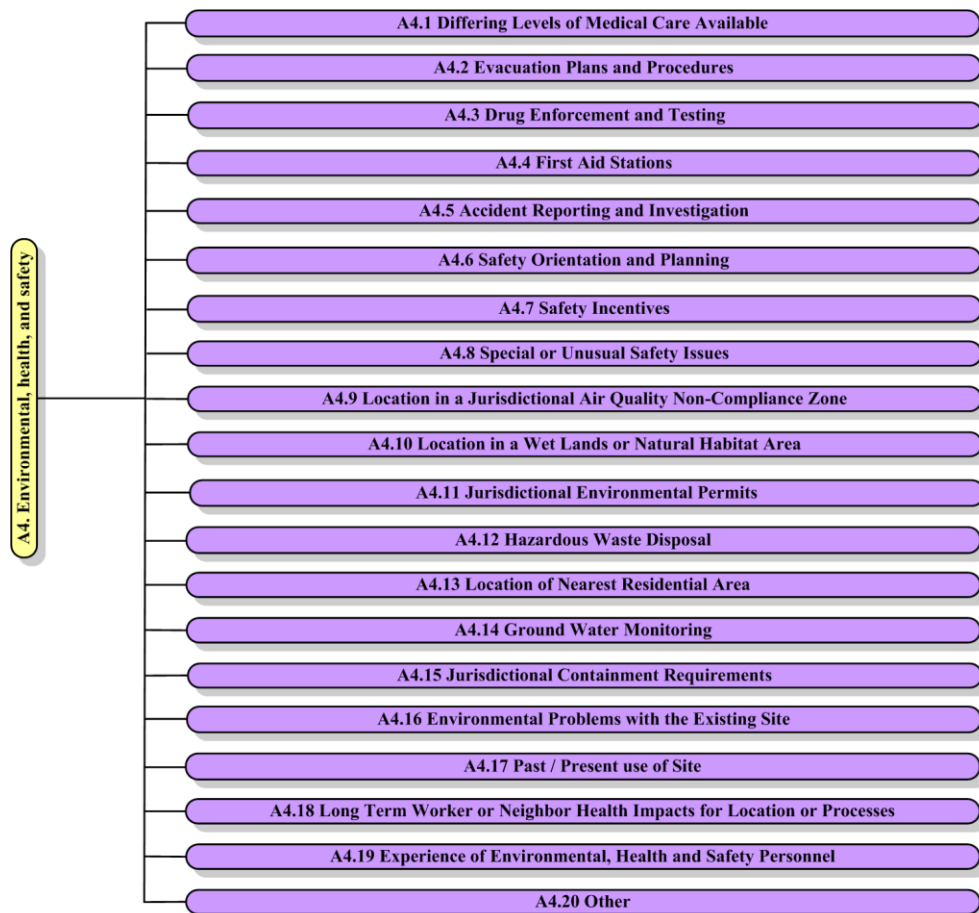 A4. Environmental, health, and safety
A4.1 Differing Levels of Medical Care Available
A4.2 Evacuation Plans and Procedures
A4.3 Drug Enforcement and Testing
A4.4 First Aid Stations
A4.5 Accident Reporting and Investigation
A4.6 Safety Orientation and Planning
A4.7 Safety Incentives
A4.8 Special or Unusual Safety Issues
A4.9 Location in a Jurisdictional Air Quality Non-Compliance Zone
A4.10 Location in a Wet Lands or Natural Habitat Area
A4.11 Jurisdictional Environmental Permits
A4.12 Hazardous Waste Disposal
A4.13 Location of Nearest Residential Area
A4.14 Ground Water Monitoring
A4.15 Jurisdictional Containment Requirements
A4.16 Environmental Problems with the Existing Site
A4.17 Past / Present use of Site
A4.18 Long Term Worker or Neighbor Health Impacts for Location or Processes
A4.19 Experience of Environmental, Health and Safety Personnel
A4.20 Other